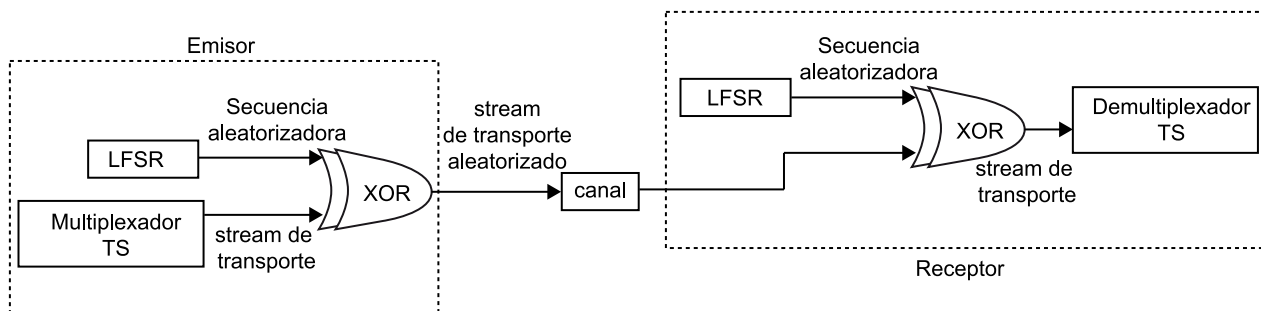 Emisor
Secuencia
aleatorizadora
LFSR
XOR
Multiplexador
TS
stream de
transporte
stream
de transporte
aleatorizado
canal
Secuencia
aleatorizadora
LFSR
XOR
Demultiplexador
TS
stream de
transporte
Receptor